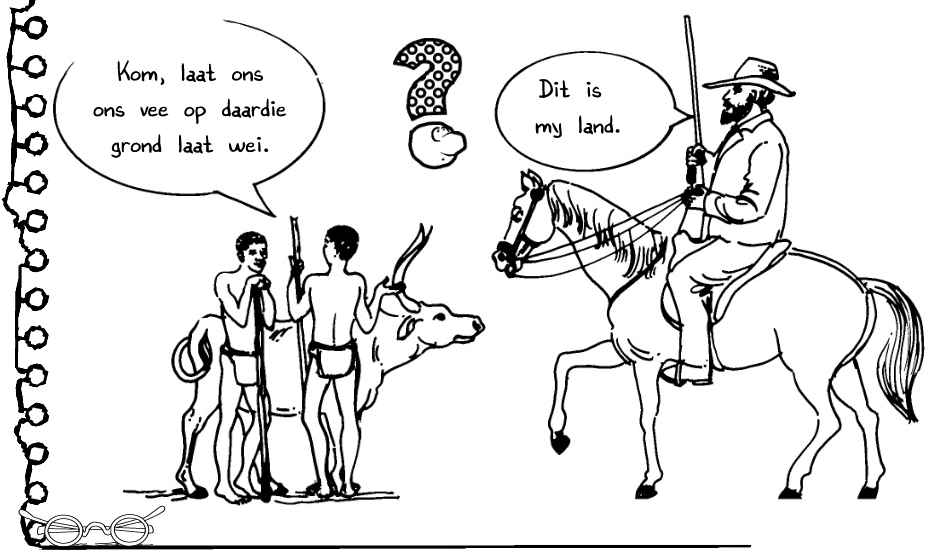 Kom, laat ons
ons vee op daardie
grond laat wei.
?
Dit is
my land.